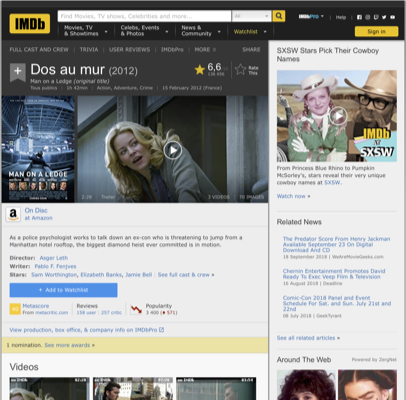 IMDb
Find Movies, TV shows, Celebrities and more...
All
Movies, TV
& Showtimes
Celebs, Events
& Photos
News &
Community
Watchlist
IMDbPro
Help
Sign in
FULL CAST AND CREW | TRIVIA | USER REVIEWS | IMDbPro | MORE
SHARE
Dos au mur (2012)
Man on a Ledge (original title)
Tous publics | 1h 42min | Action, Adventure, Crime | 15 February 2012 (France)
6,6
Rate
This
MAN ON A LEDGE
2:28 | Trailer
3 VIDEOS | 76 IMAGES
On Disc
at Amazon
As a police psychologist works to talk down an ex-con who is threatening to jump from a
Manhattan hotel rooftop, the biggest diamond heist ever committed is in motion.
Director: Asger Leth
Writer: Pablo F. Fenjves
Stars: Sam Worthington, Elizabeth Banks, Jamie Bell | See full cast & crew »
+ Add to Watchlist
Metascore
From metacritic.com
Reviews
158 user | 257 critic
Popularity
3 400 (571)
View production, box office, & company info on IMDbPro
1 nomination. See more awards »
Videos
SXSW Stars Pick Their Cowboy
Names
IMDb
at
SXSW
From Princess Blue Rhino to Pumpkin
McSorley, stars reveal their very unique
cowboy names at SXSW.
Watch now »
Related News
The Predator Score From Henry Jackman
Available September 23 On Digital
Download And CD
18 September 2018 | WeAreMovieGeeks.com
Chernin Entertainment Promotes David
Ready To Exec Veep Film & Television
16 August 2018 | Deadline
Comic-Con 2018 Panel and Event
Schedule For Sat. and Sun. July 21st and
22nd
08 July 2018 | GeekTyrant
See all related articles »
Around The Web
Powered by ZergNet